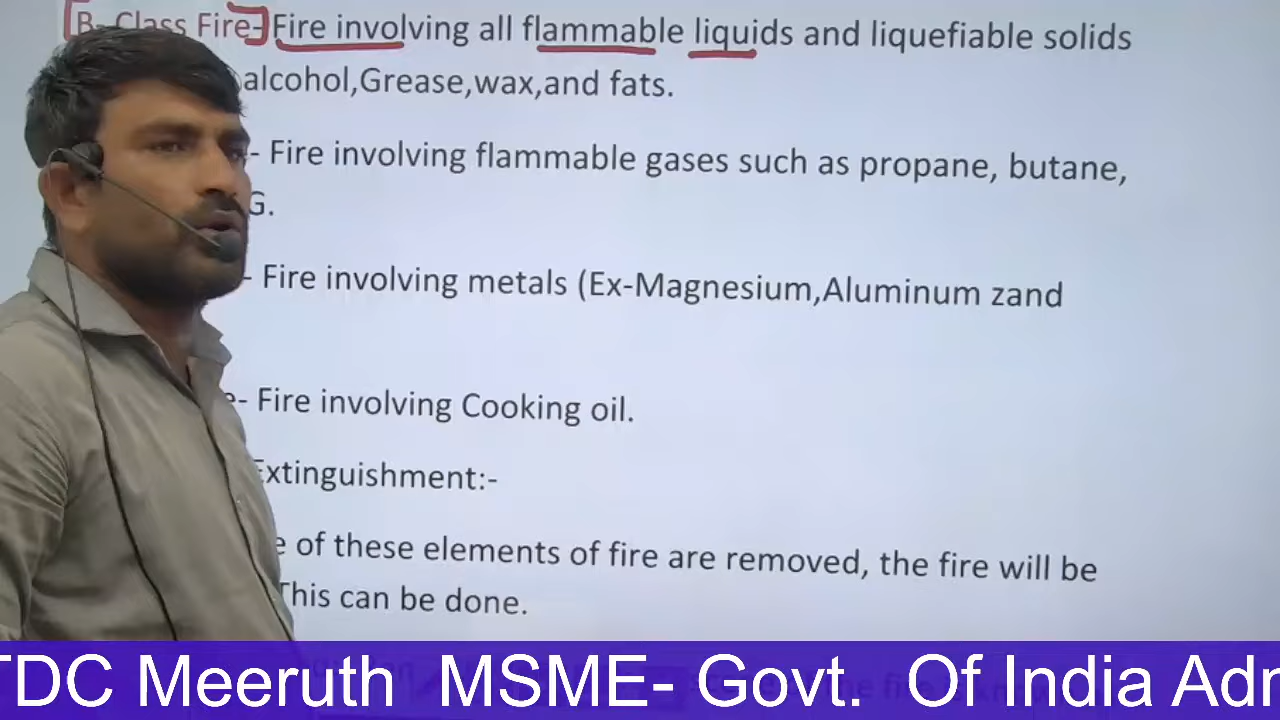 B- Class Fire- Fire involving all flammable liquids and liquefiable solids
alcohol,Grease,wax,and fats.
- Fire involving flammable gases such as propane, butane,
G.
- Fire involving metals (Ex-Magnesium,Aluminum zand
e- Fire involving Cooking oil.
Extinguishment:-
e of these elements of fire are removed, the fire will be
This can be done.
TDC Meeruth MSME- Govt. Of India Adr